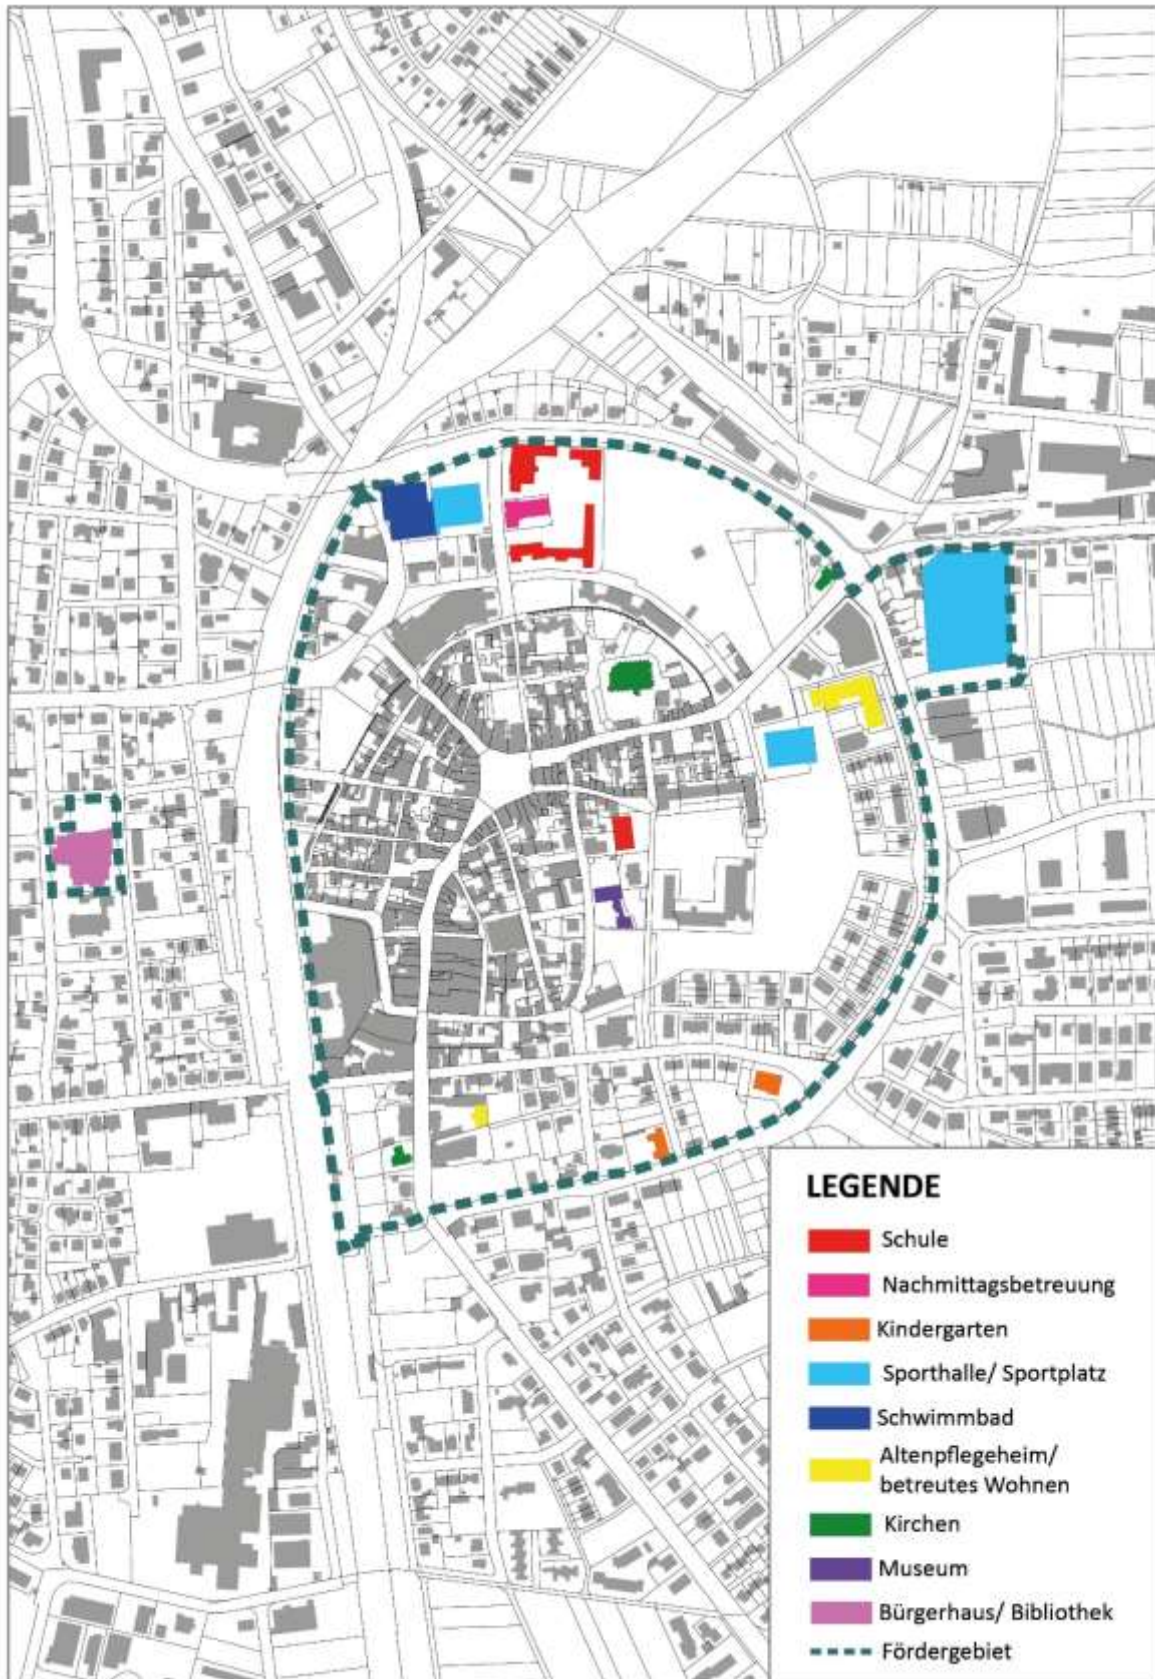 LEGENDE
Schule
Nachmittagsbetreuung
Kindergarten
Sporthalle/ Sportplatz
Schwimmbad
Altenpflegeheim/
betreutes Wohnen
Kirchen
Museum
Bürgerhaus/ Bibliothek
Fördergebiet